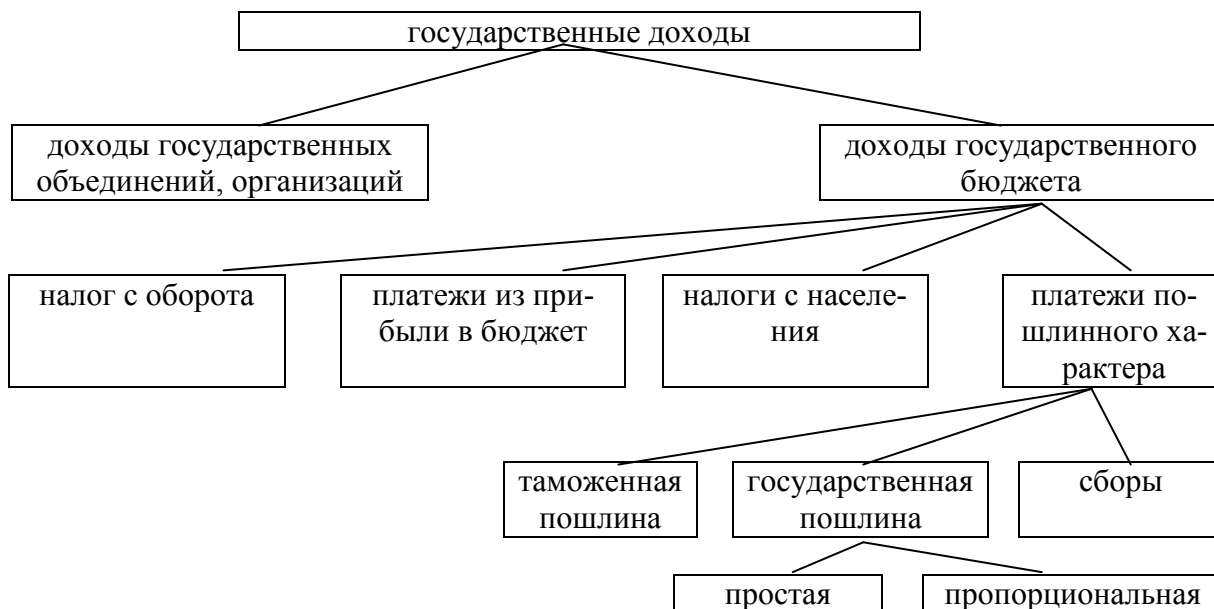 государственные доходы
доходы государственных
объединений, организаций
доходы государственного
бюджета
налог с оборота
платежи из при-
были в бюджет
налоги с населе-
ния
платежи по-
шлинного ха-
рактера
таможенная
пошлина
государственная
пошлина
сборы
простая
пропорциональная